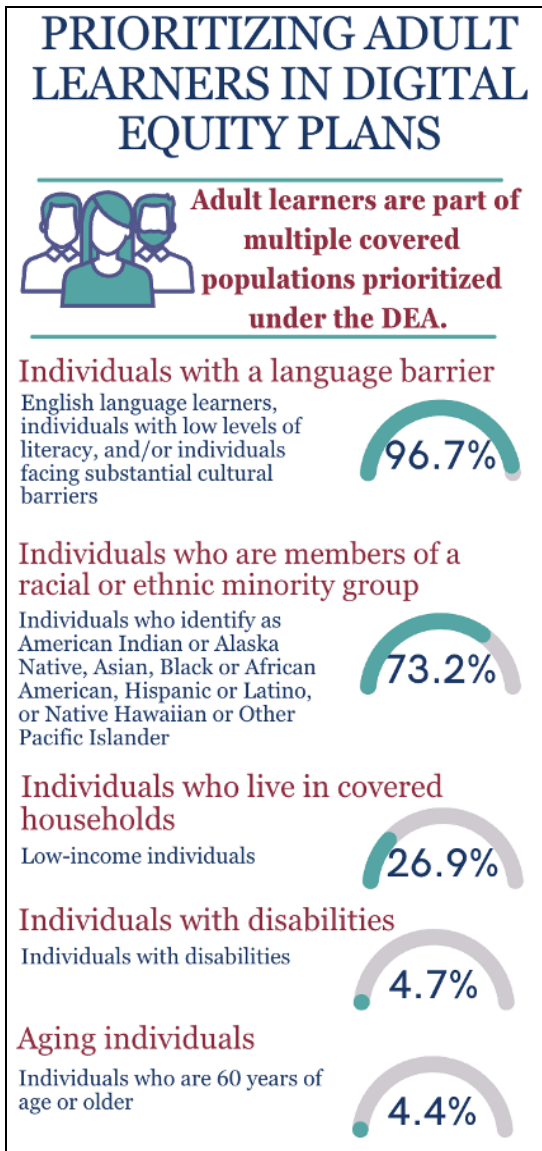 PRIORITIZING ADULT
LEARNERS IN DIGITAL
EQUITY PLANS
Adult learners are part of
multiple covered
populations prioritized
under the DEA.
Individuals with a language barrier
English language learners,
individuals with low levels of
literacy, and/or individuals
facing substantial cultural
barriers
96.7%
Individuals who are members of a
racial or ethnic minority group
Individuals who identify as
American Indian or Alaska
Native, Asian, Black or African
American, Hispanic or Latino,
or Native Hawaiian or Other
Pacific Islander
73.2%
Individuals who live in covered
households
Low-income individuals
26.9%
Individuals with disabilities
Individuals with disabilities
4.7%
Aging individuals
Individuals who are 60 years of
age or older
4.4%